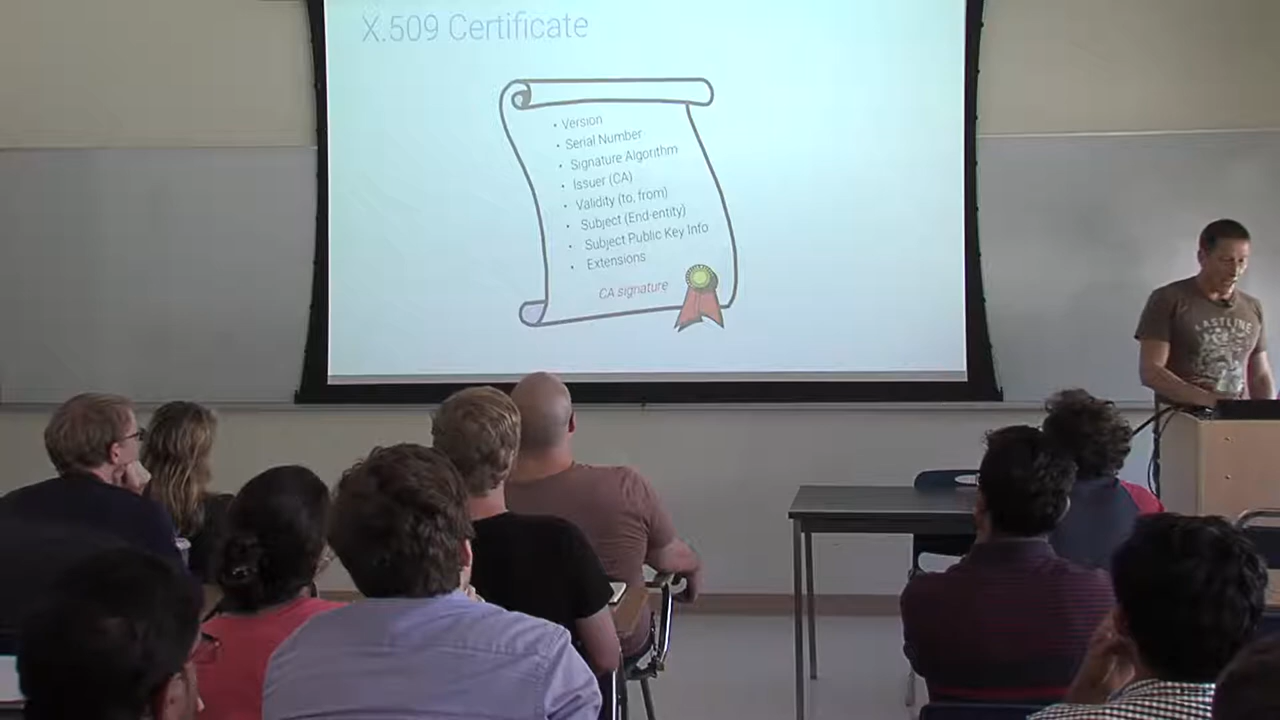 X.509 Certificate
• Version
• Serial Number
• Signature Algorithm
• Issuer (CA)
• Validity (to, from)
• Subject (End-entity)
• Subject Public Key Info
• Extensions
CA signature
LASTLINE